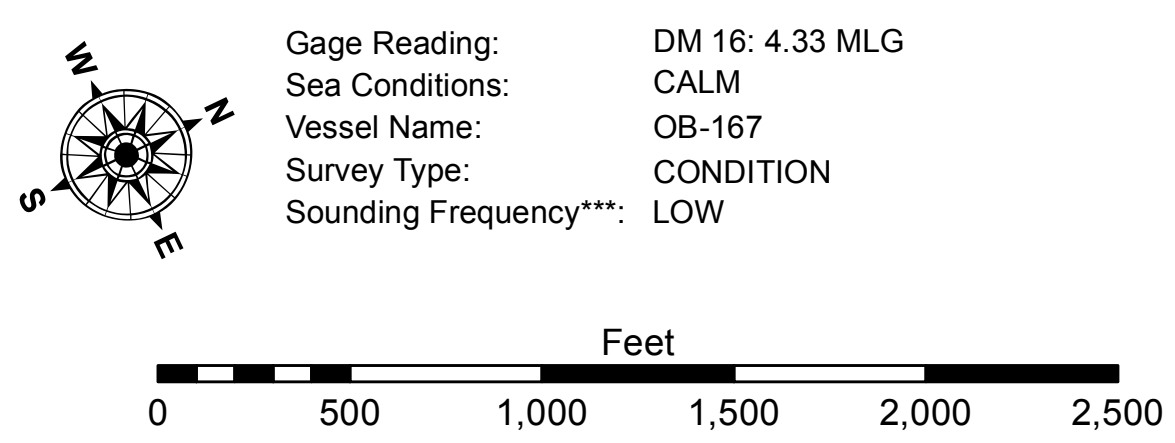 W
N
S
E
Gage Reading: DM 16: 4.33 MLG
Sea Conditions: CALM
Vessel Name: OB-167
Survey Type: CONDITION
Sounding Frequency***: LOW
Feet
0 500 1,000 1,500 2,000 2,500